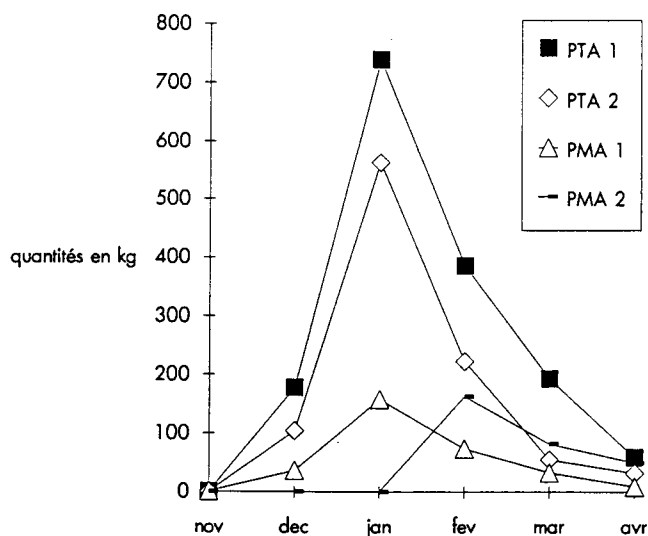 800
700
600
500
400
300
200
100
0
quantités en kg
nov dec jan fev mar avr
PTA 1
PTA 2
PMA 1
PMA 2